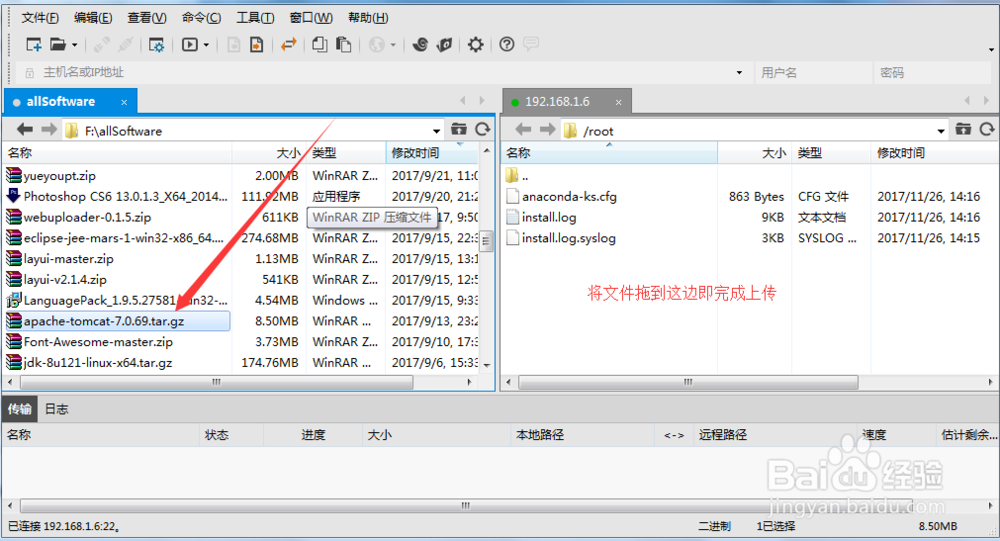 文件(F) 编辑(E) 查看(V) 命令(C) 工具(T) 窗口(W) 帮助(H)
主机名或IP地址 用户名 密码
allSoftware × 192.168.1.6 ×
F:\allSoftware /root
名称 大小 类型 修改时间 名称 大小 类型 修改时间
yueyoupt.zip 2.00MB WinRAR Z... 2017/9/21, 11:0 ..
Photoshop CS6 13.0.1.3_X64_2014... 111.92MB 应用程序 2017/9/20, 21:2 anaconda-ks.cfg 863 Bytes CFG 文件 2017/11/26, 14:16
webuploader-0.1.5.zip 611KB WinRAR ZIP 压缩文件 17, 9:50 install.log 9KB 文本文档 2017/11/26, 14:16
eclipse-jee-mars-1-win32-x86_64.... 274.68MB WinRAR Z... 2017/9/15, 22:3 install.log.syslog 3KB SYSLOG ... 2017/11/26, 14:15
layui-master.zip 1.13MB WinRAR Z... 2017/9/15, 13:1
layui-v2.1.4.zip 541KB WinRAR Z... 2017/9/15, 12:5
将文件拖到这边即完成上传
LanguagePack_1.9.5.27581 in32-... 4.54MB Windows ... 2017/9/15, 9:33
apache-tomcat-7.0.69.tar.gz 8.50MB WinRAR ... 2017/9/13, 23:2
Font-Awesome-master.zip 3.73MB WinRAR Z... 2017/9/10, 17:3
jdk-8u121-linux-x64.tar.gz 174.76MB WinRAR ... 2017/9/6, 15:33
传输 日志
名称 状态 进度 大小 本地路径 <-> 远程路径 速度 估计剩余...
Baidu 经验
jingyan.baidu.com
已连接 192.168.1.6:22。 二进制 1已选择 8.50MB